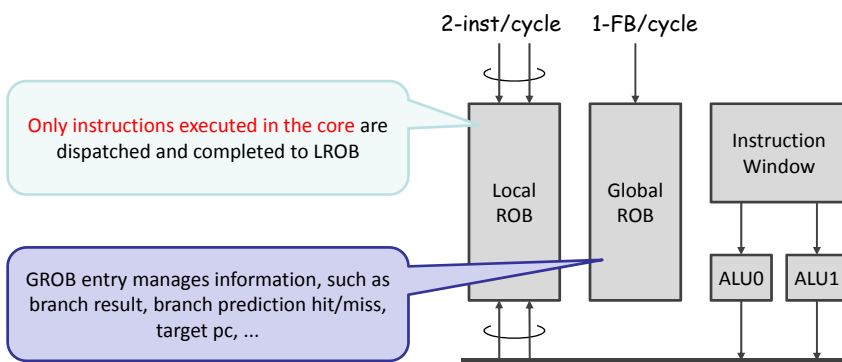 2-inst/cycle 1-FB/cycle
Only instructions executed in the core are
dispatched and completed to LROB
Local
ROB
Global
ROB
Instruction
Window
GROB entry manages information, such as
branch result, branch prediction hit/miss,
target pc, ...
ALU0
ALU1